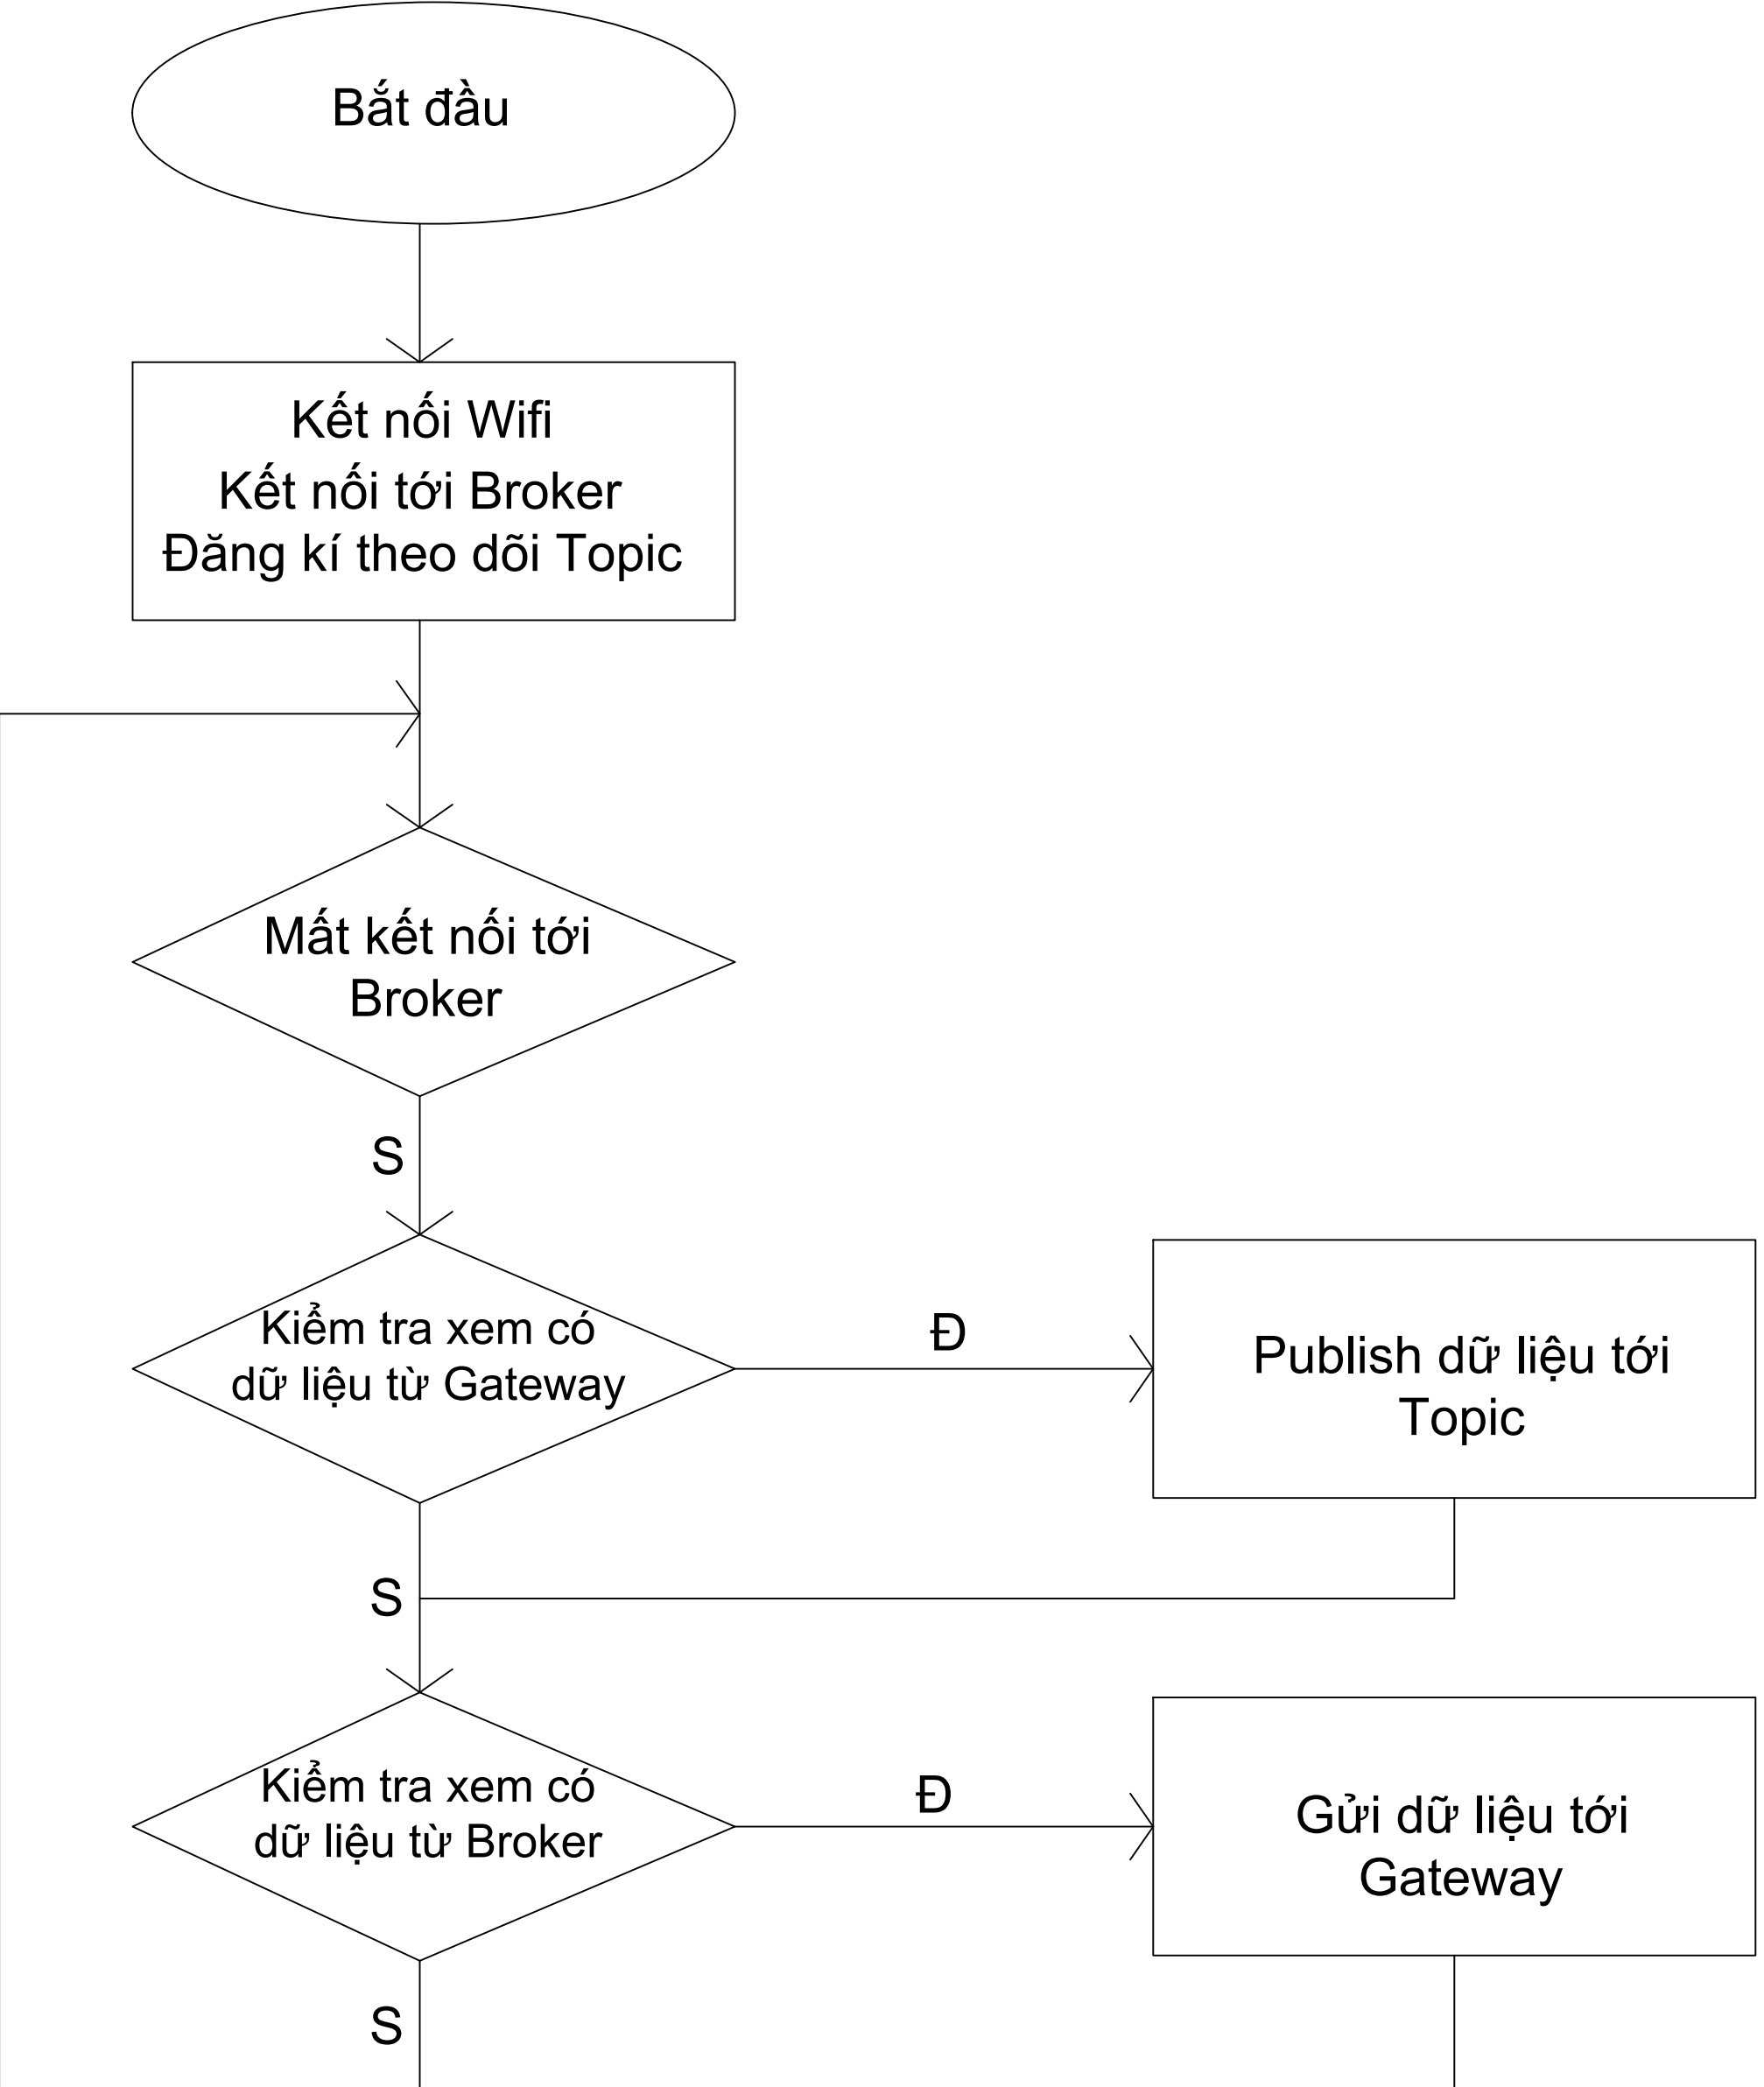 Bắt đầu
Kết nối Wifi
Kết nối tới Broker
Đăng kí theo dõi Topic
Mất kết nối tới
Broker
S
Kiểm tra xem có
dữ liệu từ Gateway
Đ
Publish dữ liệu tới
Topic
S
Kiểm tra xem có
dữ liệu từ Broker
Đ
Gửi dữ liệu tới
Gateway
S